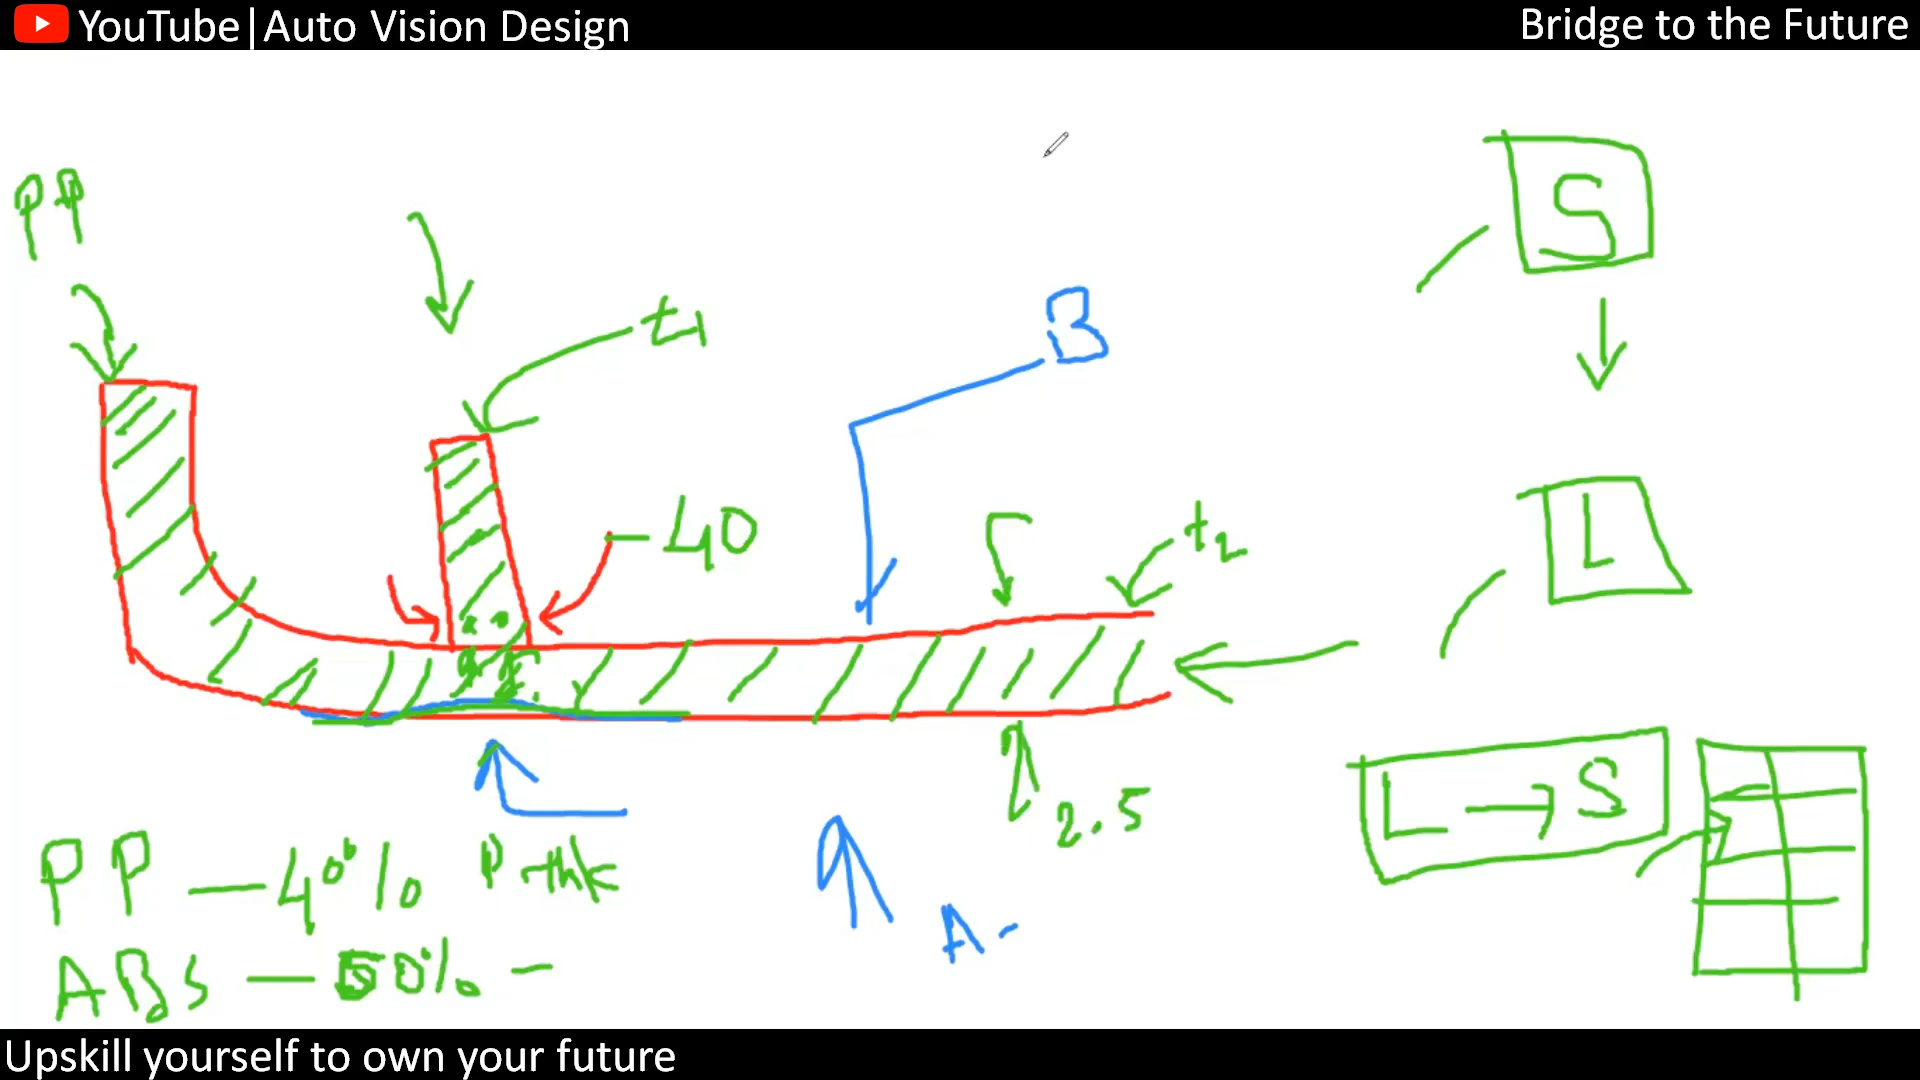 YouTube|Auto Vision Design
Bridge to the Future
PP
S
t1
B
40
t2
L
2.5
L → S
PP — 40% P-thk
A-
ABS — 50% -
Upskill yourself to own your future